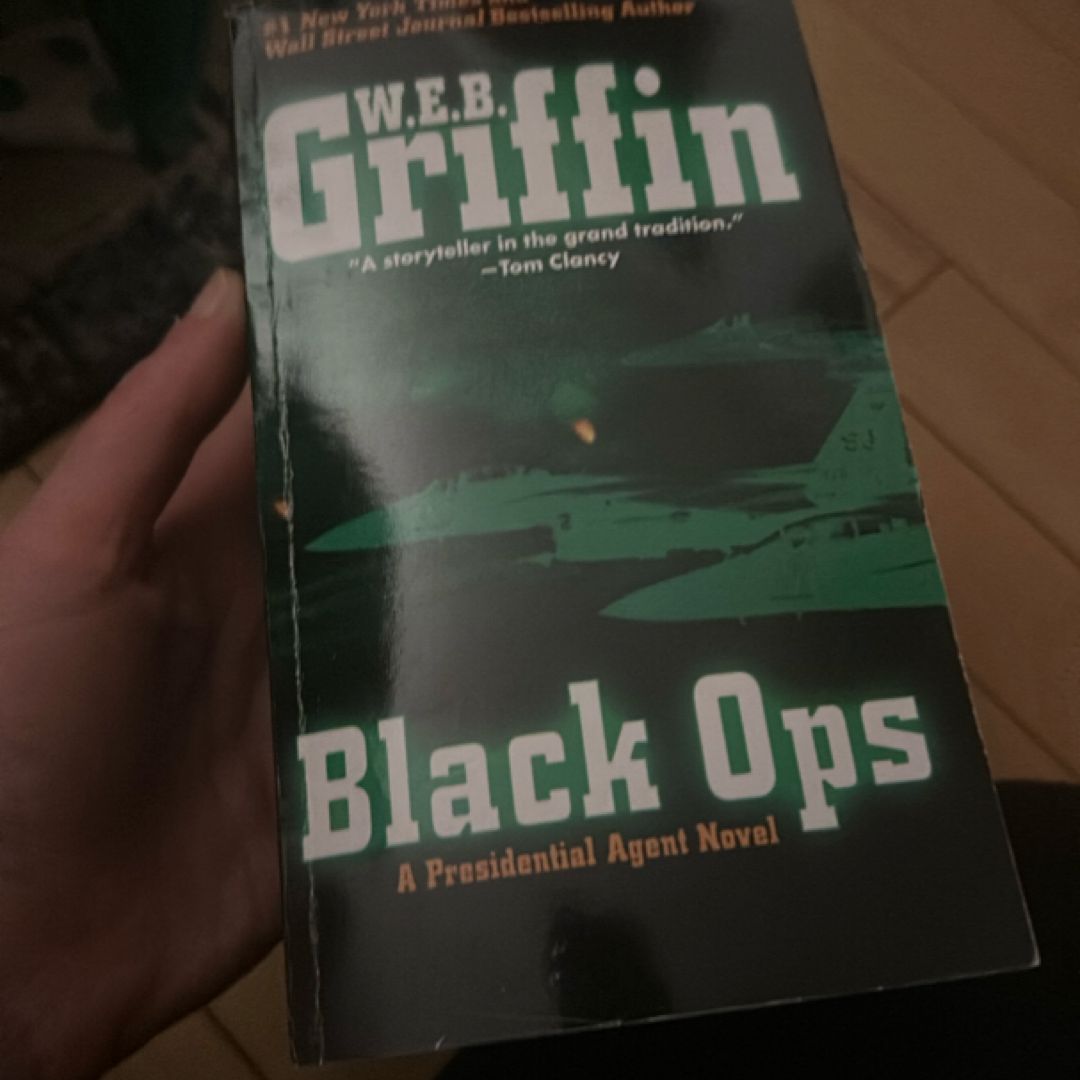 #1 New York Times and
Wall Street Journal Bestselling Author
W.E.B.
Griffin
"A storyteller in the grand tradition."
—Tom Clancy
Black Ops
A Presidential Agent Novel